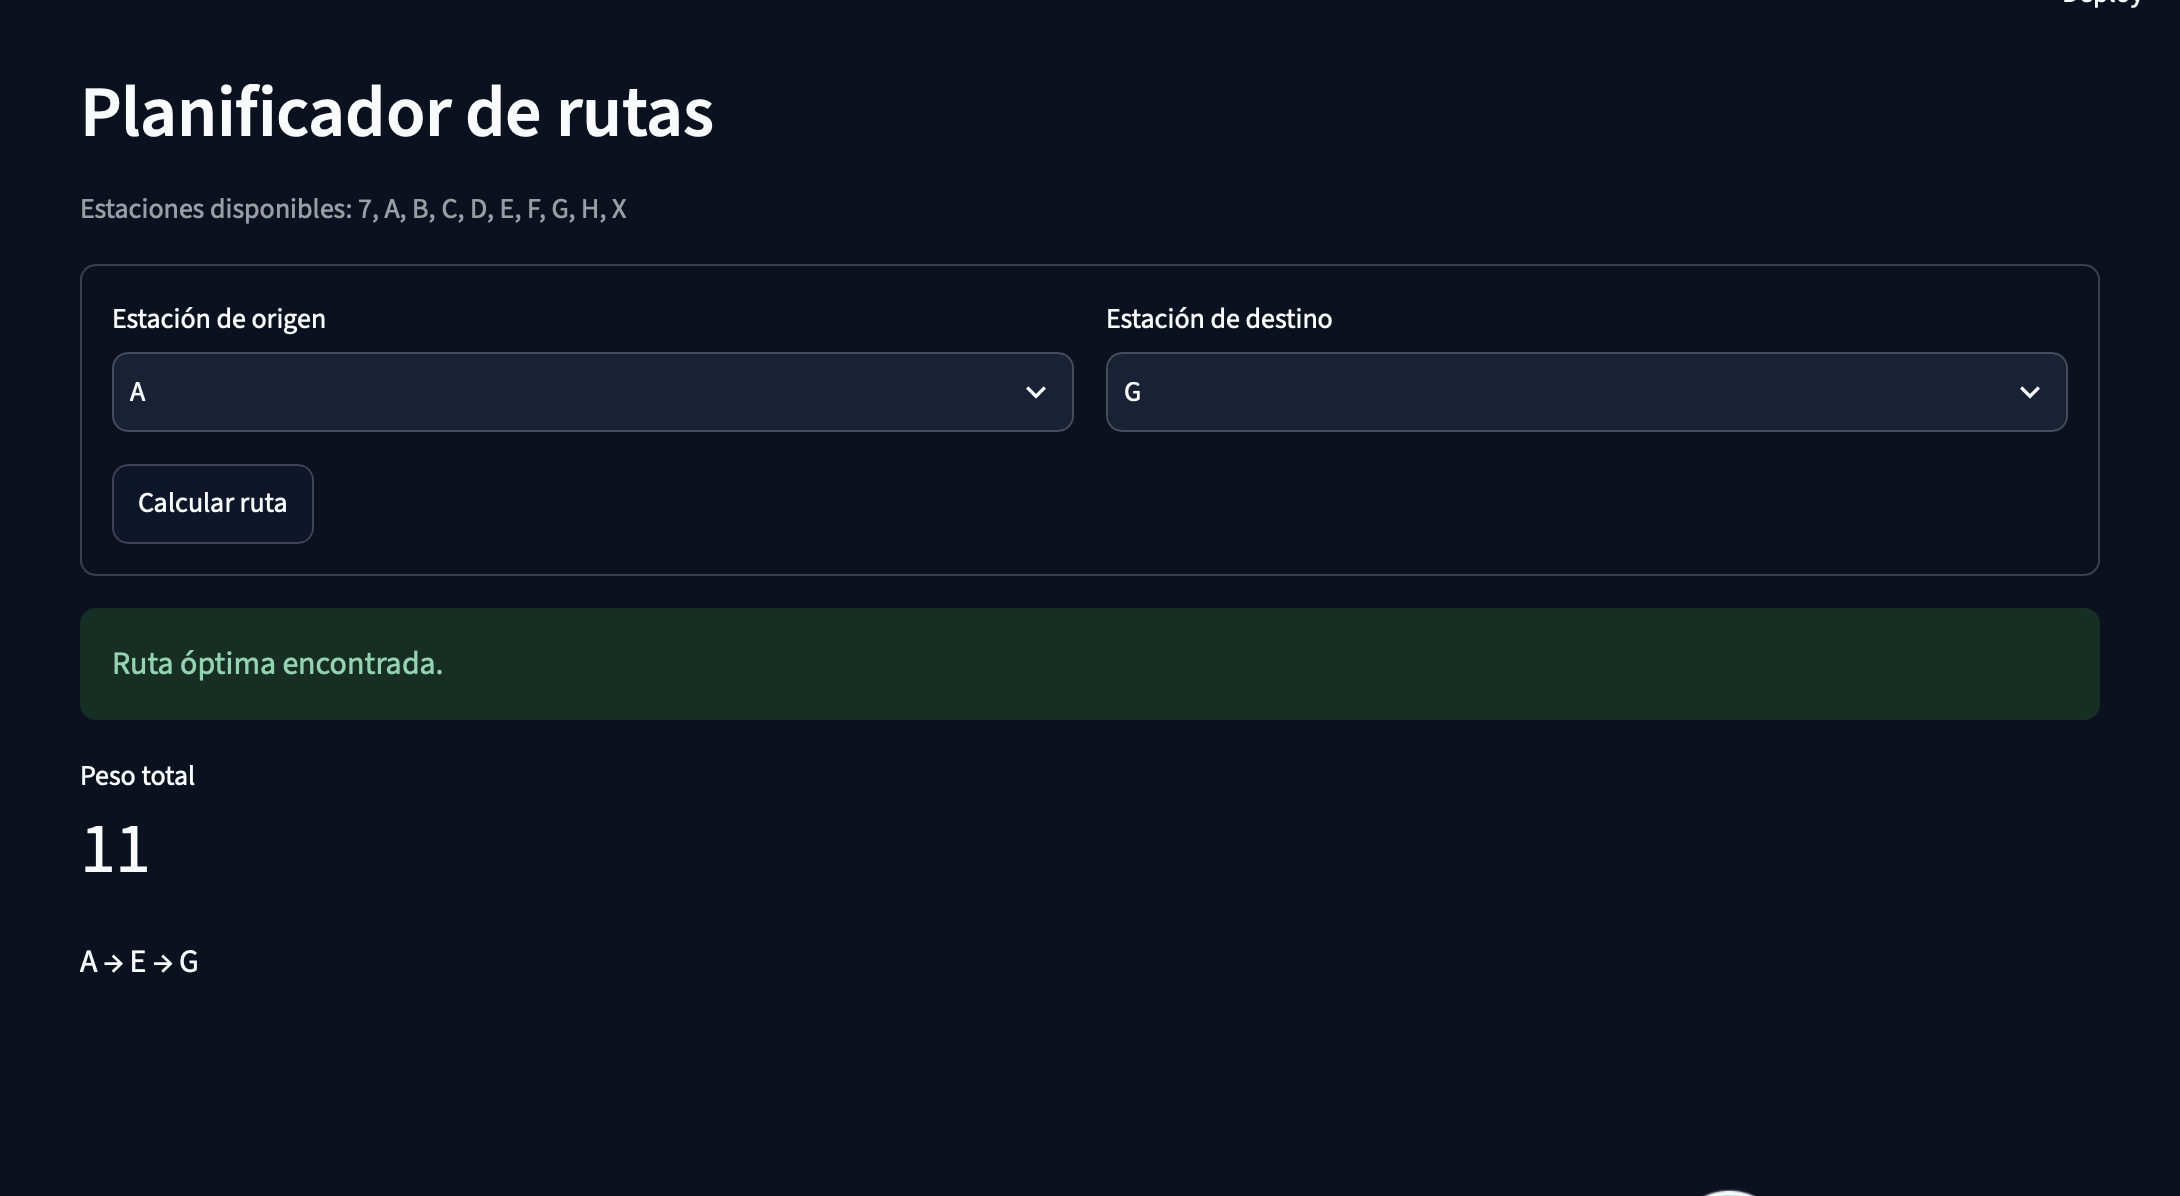 Deploy
Planificador de rutas
Estaciones disponibles: 7, A, B, C, D, E, F, G, H, X
Estación de origen
Estación de destino
A
G
Calcular ruta
Ruta óptima encontrada.
Peso total
11
A → E → G